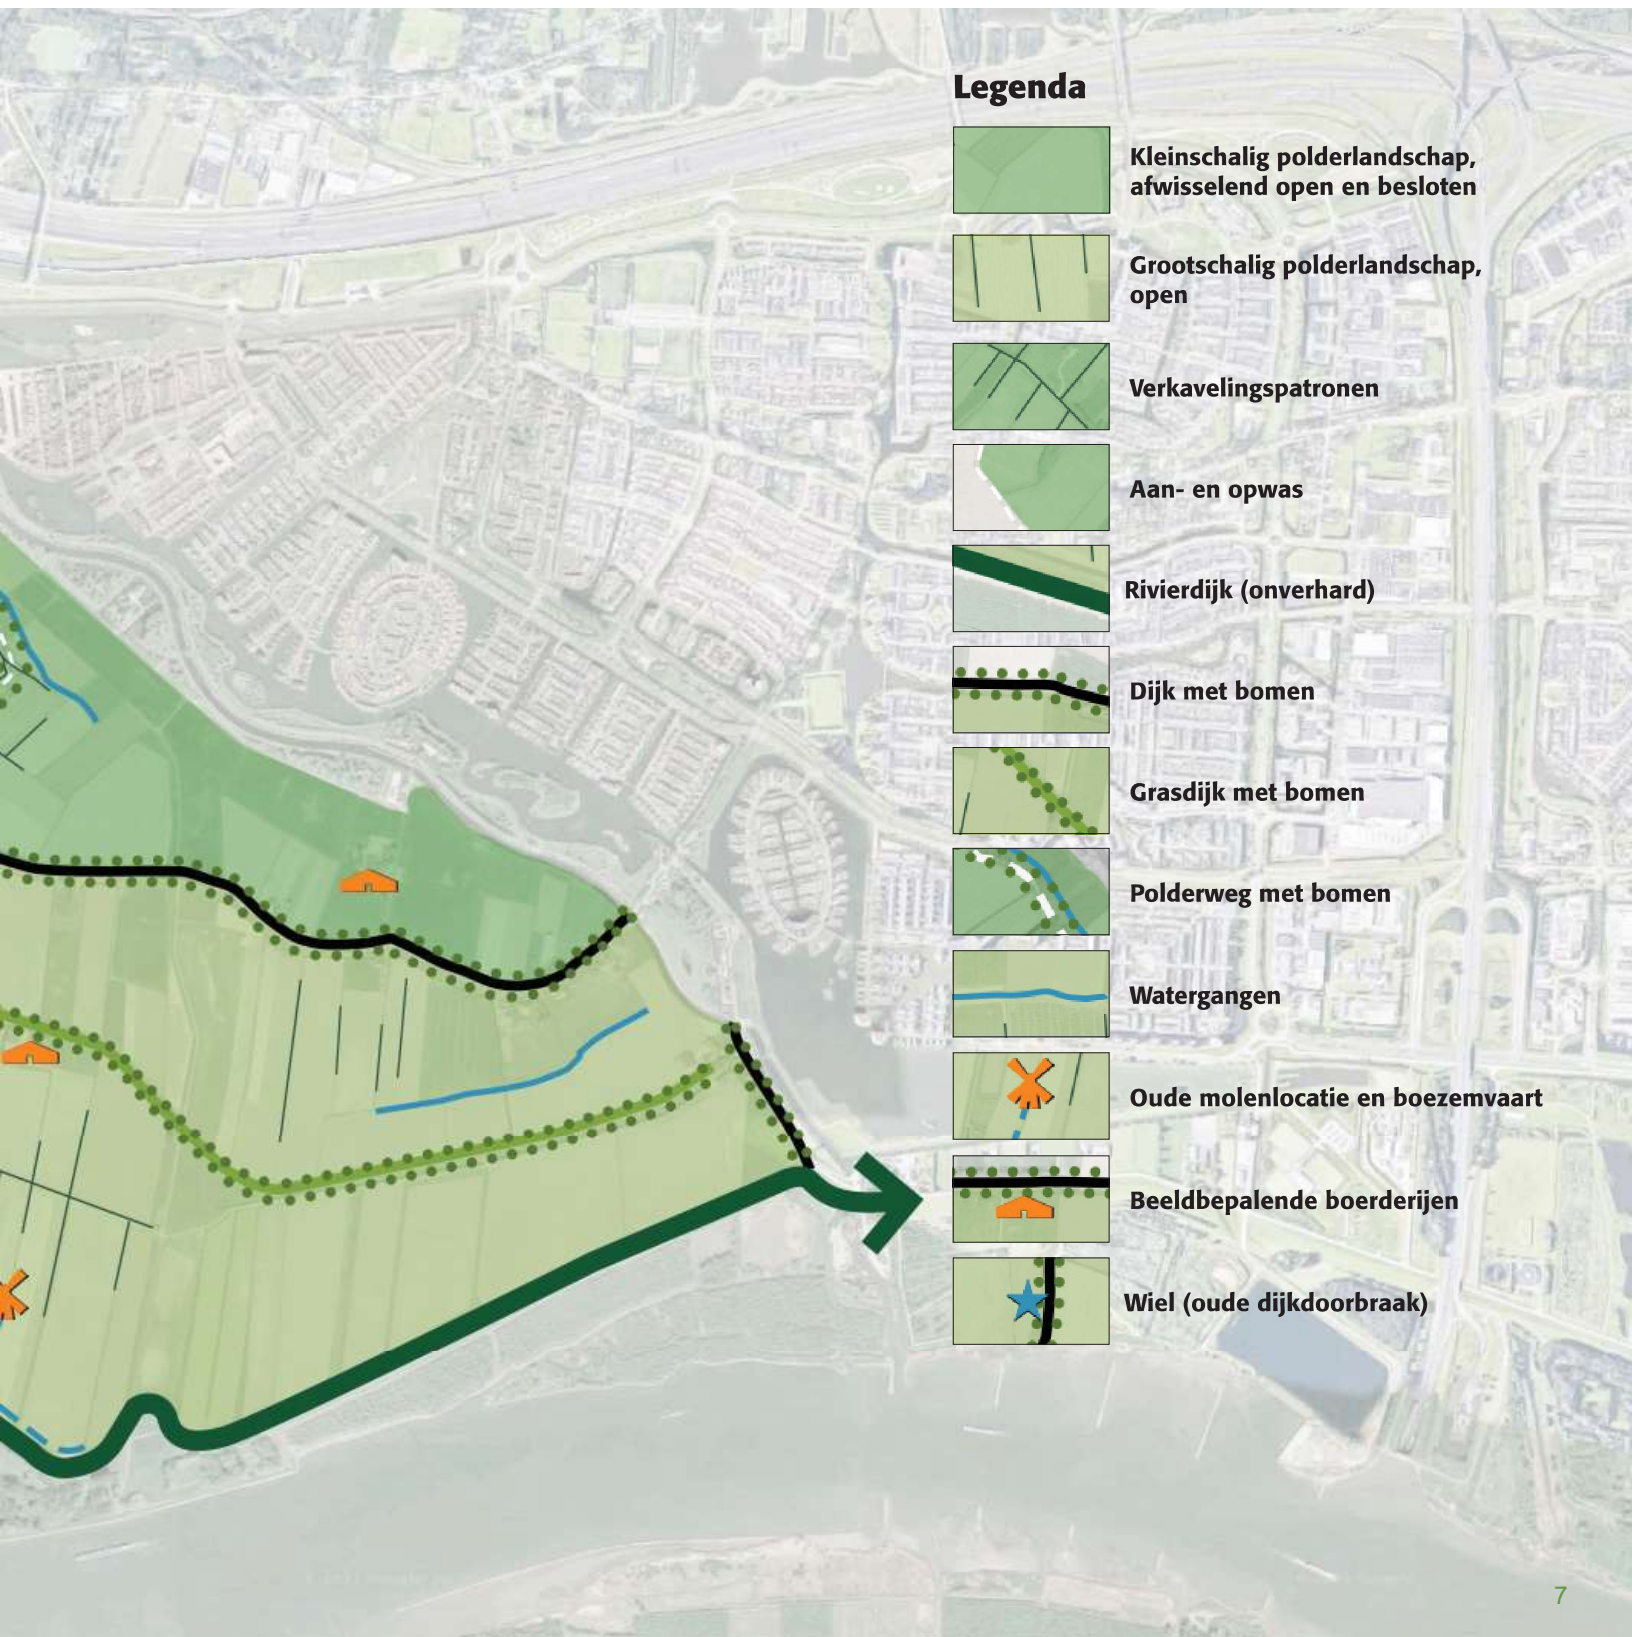 Legenda
Kleinschalig polderlandschap,
afwisselend open en besloten
Grootschalig polderlandschap,
open
Verkavelingspatronen
Aan- en opwas
Rivierdijk (onverhard)
Dijk met bomen
Grasdijk met bomen
Polderweg met bomen
Watergangen
Oude molenlocatie en boezemvaart
Beeldbepalende boerderijen
Wiel (oude dijkdoorbraak)
7